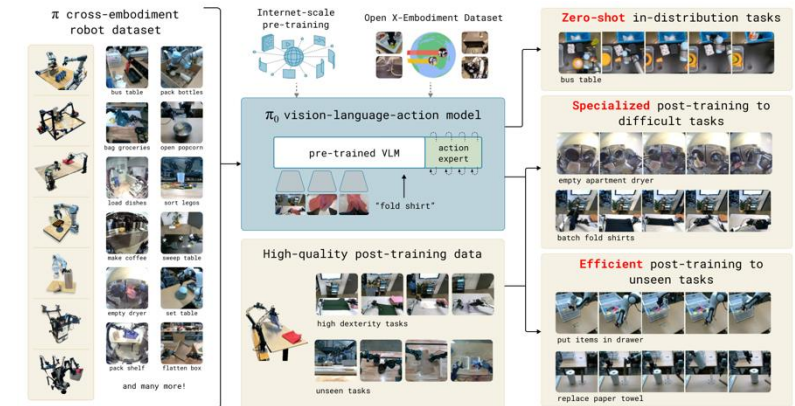 π cross-embodiment
robot dataset
bus table
pack bottles
bag groceries
open popcorn
load dishes
sort legos
make coffee
sweep table
empty dryer
set table
pack shelf
flatten box
and many more!
Internet-scale
pre-training
Open X-Embodiment Dataset
π₀ vision-language-action model
pre-trained VLM
action
expert
"fold shirt"
High-quality post-training data
high dexterity tasks
unseen tasks
Zero-shot in-distribution tasks
bus table
Specialized post-training to
difficult tasks
empty apartment dryer
batch fold shirts
Efficient post-training to
unseen tasks
put items in drawer
replace paper towel